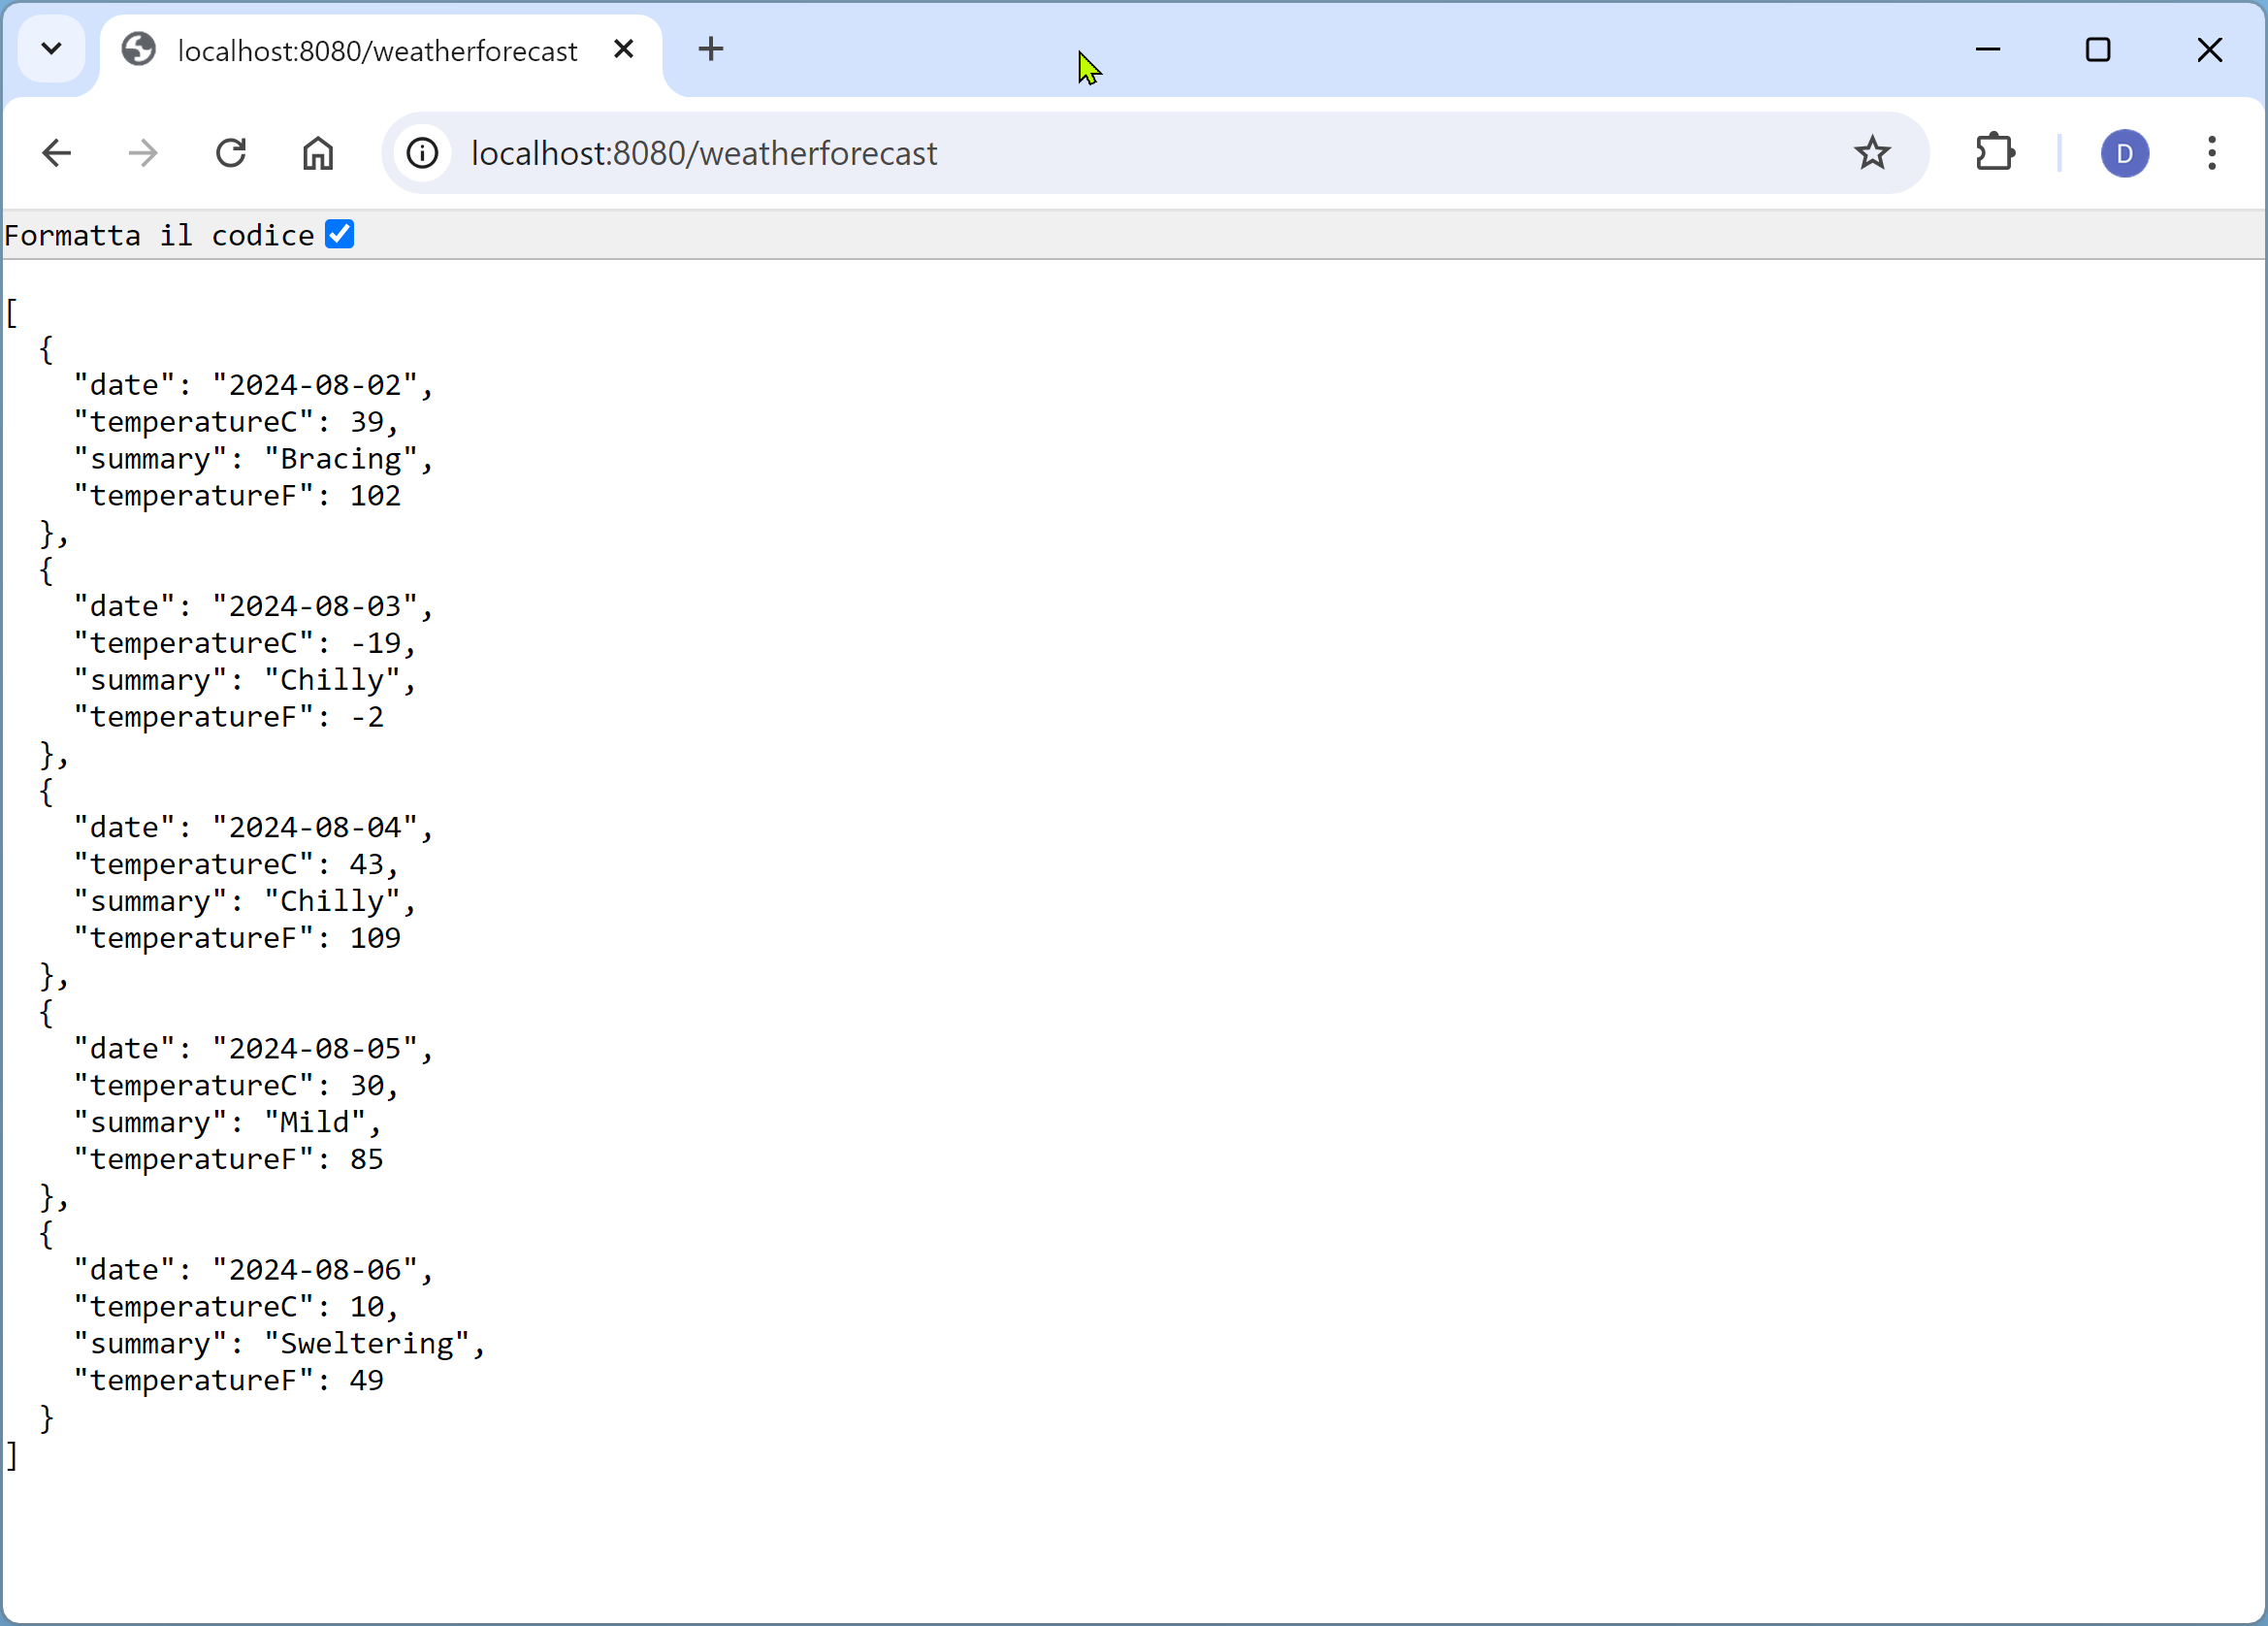 localhost:8080/weatherforecast
localhost:8080/weatherforecast
D
Formatta il codice
[
  {
    "date": "2024-08-02",
    "temperatureC": 39,
    "summary": "Bracing",
    "temperatureF": 102
  },
  {
    "date": "2024-08-03",
    "temperatureC": -19,
    "summary": "Chilly",
    "temperatureF": -2
  },
  {
    "date": "2024-08-04",
    "temperatureC": 43,
    "summary": "Chilly",
    "temperatureF": 109
  },
  {
    "date": "2024-08-05",
    "temperatureC": 30,
    "summary": "Mild",
    "temperatureF": 85
  },
  {
    "date": "2024-08-06",
    "temperatureC": 10,
    "summary": "Sweltering",
    "temperatureF": 49
  }
]